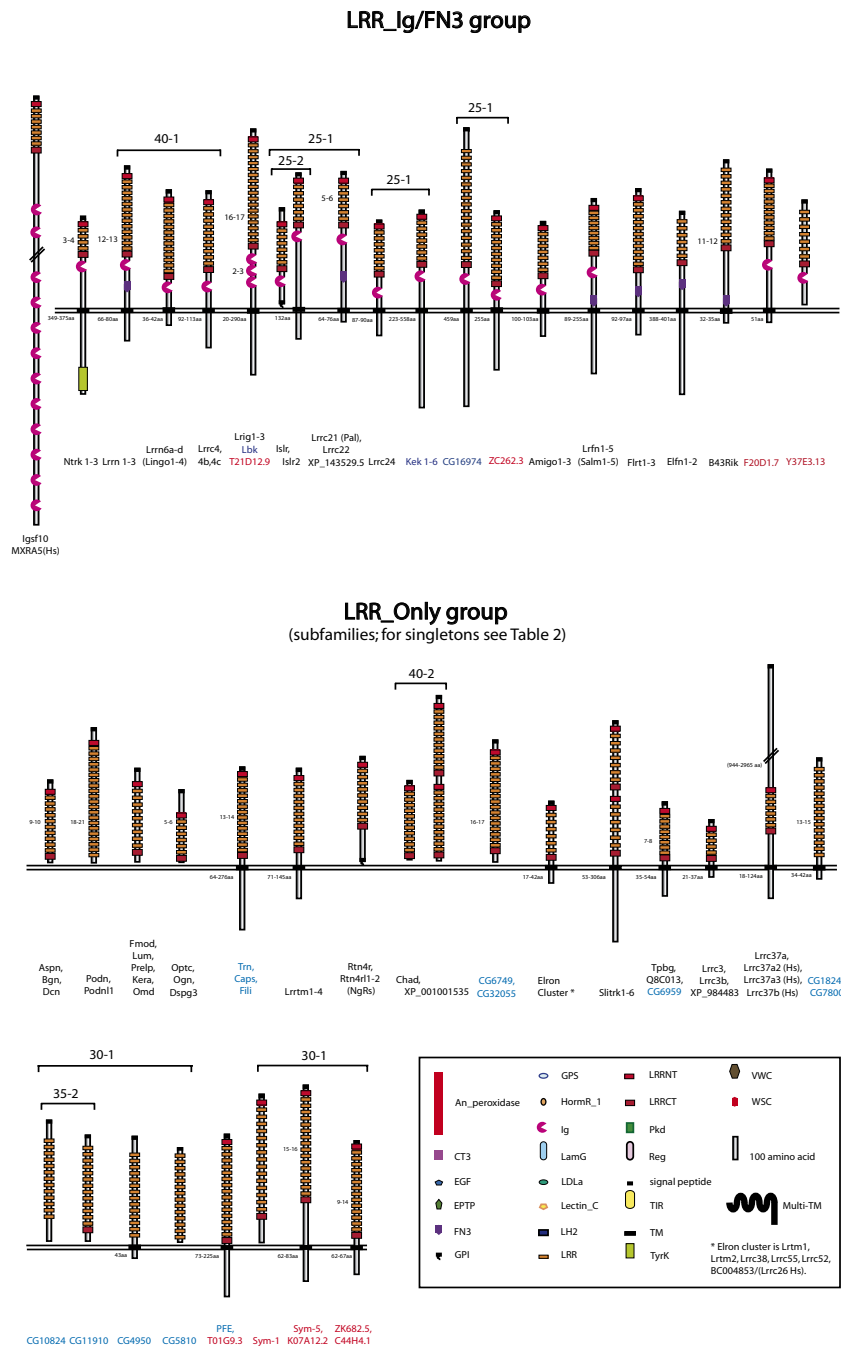 LRR_Ig/FN3 group
25-1
40-1
25-1
25-2
25-1
5-6
16-17
3-4
12-13
11-12
2-3
349-375aa
66-80aa
36-42aa
92-113aa
20-290aa
132aa
64-76aa
87-90aa
223-558aa
459aa
255aa
100-103aa
89-255aa
92-97aa
388-401aa
32-35aa
51aa
Ntrk 1-3
Lrrn 1-3
Lrrn6a-d
(Lingo1-4)
Lrrc4,
4b,4c
Lrig1-3
Lbk
T21D12.9
Islr,
Islr2
Lrrc21 (Pal),
Lrrc22
XP_143529.5
Lrrc24
Kek 1-6
CG16974
ZC262.3
Amigo1-3
Lrfn1-5
(Salm1-5)
Flrt1-3
Elfn1-2
B43Rik
F20D1.7
Y37E3.13
Igsf10
MXRA5(Hs)
LRR_Only group
(subfamilies; for singletons see Table 2)
40-2
(944-2965 aa)
9-10
18-21
5-6
13-14
16-17
7-8
13-15
64-276aa
71-145aa
17-42aa
53-306aa
35-54aa
21-37aa
18-124aa
34-42aa
Aspn,
Bgn,
Dcn
Podn,
Podnl1
Fmod,
Lum,
Prelp,
Kera,
Omd
Optc,
Ogn,
Dspg3
Trn,
Caps,
Fili
Lrrtm1-4
Rtn4r,
Rtn4rl1-2
(NgRs)
Chad,
XP_001001535
CG6749,
CG32055
Elron
Cluster *
Slitrk1-6
Tpbg,
Q8C013,
CG6959
Lrrc3,
Lrrc3b,
XP_984483
Lrrc37a,
Lrrc37a2 (Hs),
Lrrc37a3 (Hs),
Lrrc37b (Hs)
CG1824
CG7800
30-1
30-1
35-2
15-16
9-14
43aa
73-225aa
62-83aa
62-67aa
CG10824
CG11910
CG4950
CG5810
PFE,
T01G9.3
Sym-1
Sym-5,
K07A12.2
ZK682.5,
C44H4.1
An_peroxidase
CT3
EGF
EPTP
FN3
GPI
GPS
HormR_1
Ig
LamG
LDLa
Lectin_C
LH2
LRR
LRRNT
LRRCT
Pkd
Reg
signal peptide
TIR
TM
TyrK
VWC
WSC
100 amino acid
Multi-TM
* Elron cluster is Lrtm1,
Lrtm2, Lrrc38, Lrrc55, Lrrc52,
BC004853/(Lrrc26 Hs).